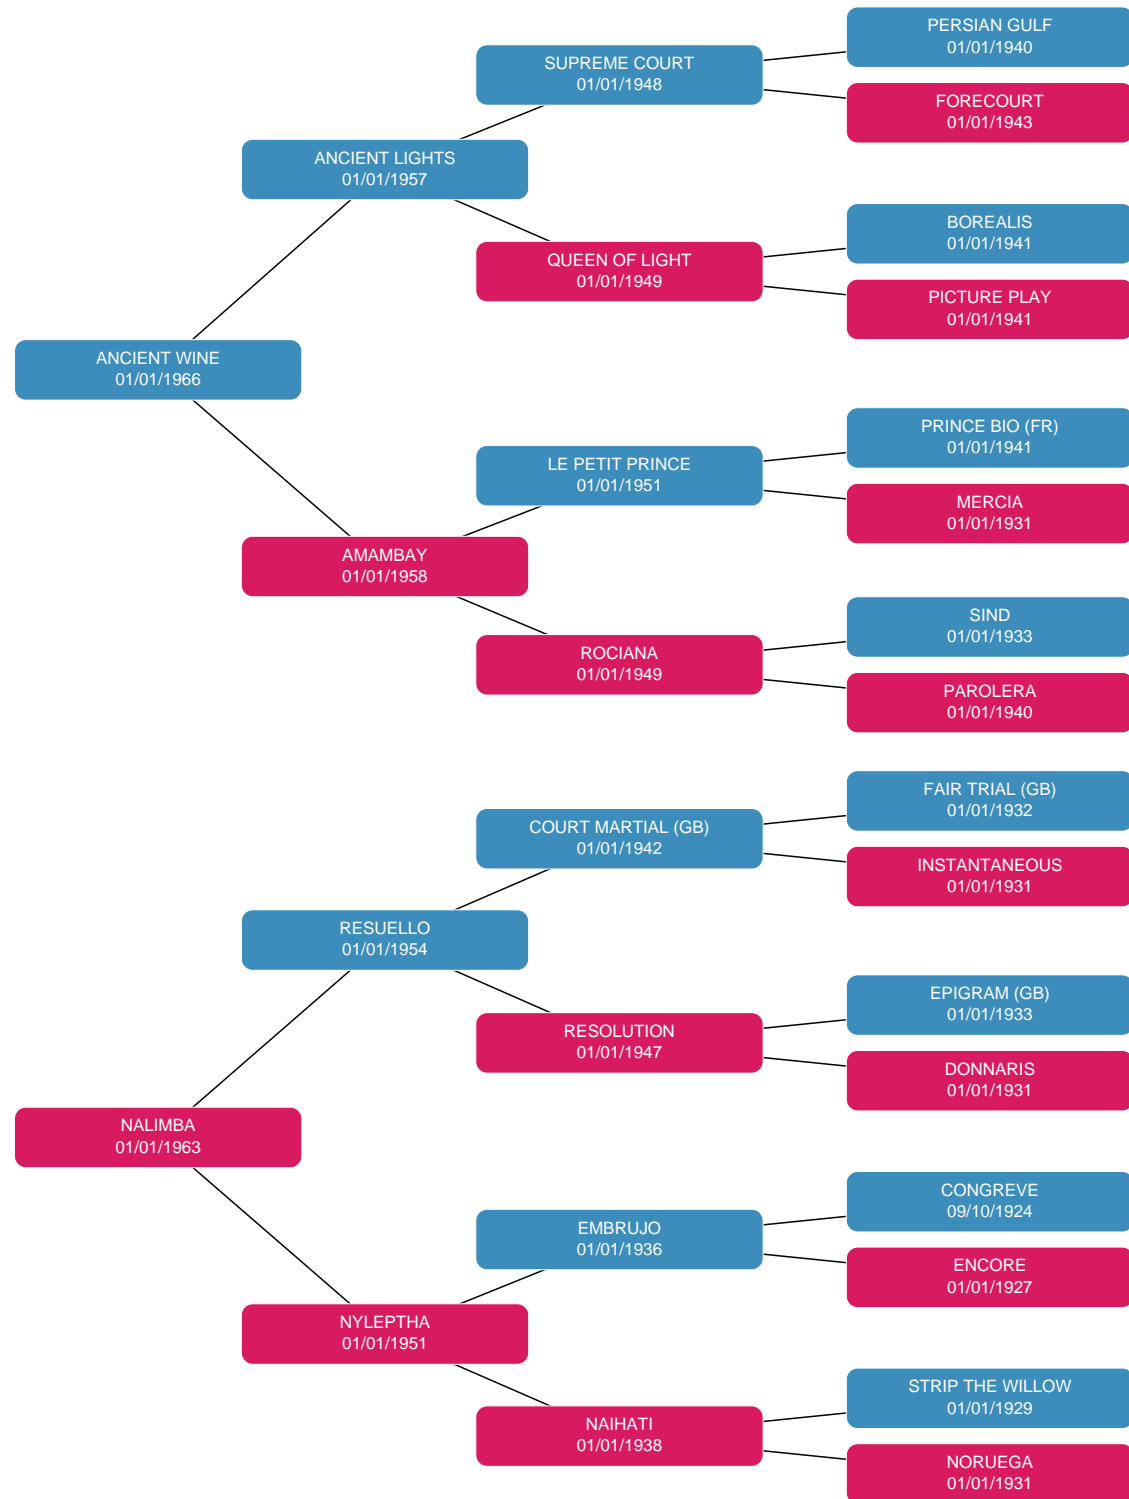 PERSIAN GULF
01/01/1940
SUPREME COURT
01/01/1948
FORECOURT
01/01/1943
ANCIENT LIGHTS
01/01/1957
BOREALIS
01/01/1941
QUEEN OF LIGHT
01/01/1949
PICTURE PLAY
01/01/1941
ANCIENT WINE
01/01/1966
PRINCE BIO (FR)
01/01/1941
LE PETIT PRINCE
01/01/1951
MERCIA
01/01/1931
AMAMBAY
01/01/1958
SIND
01/01/1933
ROCIANA
01/01/1949
PAROLERA
01/01/1940
FAIR TRIAL (GB)
01/01/1932
COURT MARTIAL (GB)
01/01/1942
INSTANTANEOUS
01/01/1931
RESUELLO
01/01/1954
EPIGRAM (GB)
01/01/1933
RESOLUTION
01/01/1947
DONNARIS
01/01/1931
NALIMBA
01/01/1963
CONGREVE
09/10/1924
EMBRUJO
01/01/1936
ENCORE
01/01/1927
NYLEPTHA
01/01/1951
STRIP THE WILLOW
01/01/1929
NAIHATI
01/01/1938
NORUEGA
01/01/1931